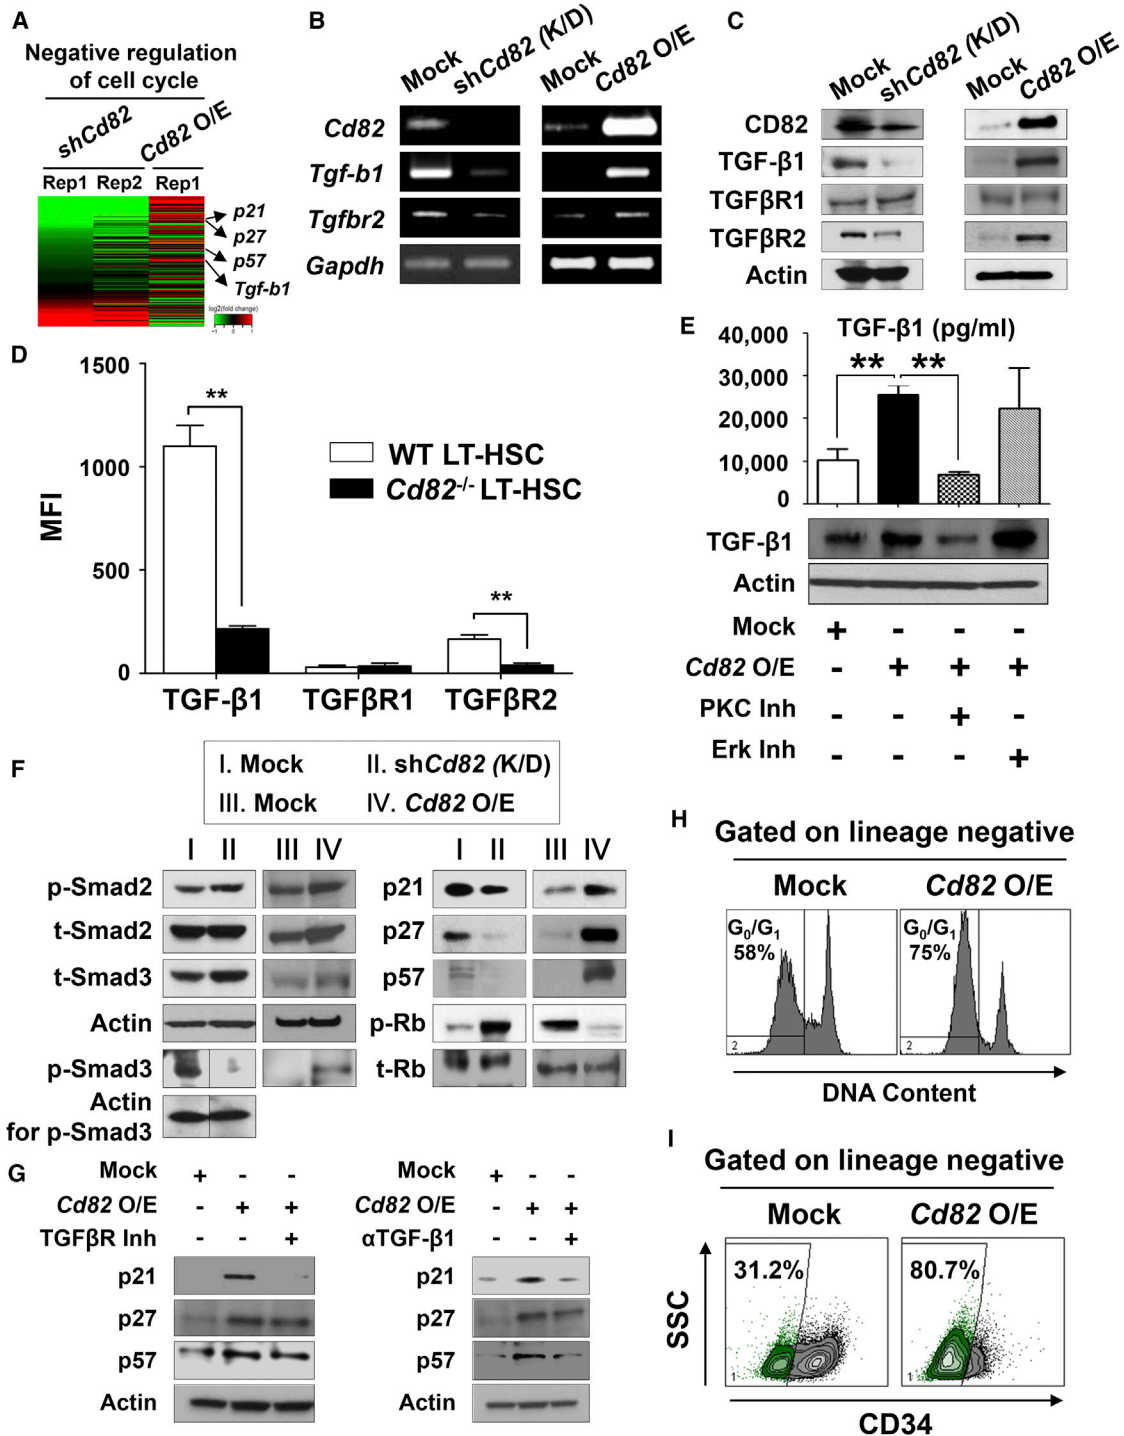 A
Negative regulation
of cell cycle
shCd82
Cd82 O/E
Rep1 Rep2 Rep1
p21
p27
p57
Tgf-b1
log2(fold change)
-1 0 1
B
Mock shCd82 (K/D) Mock Cd82 O/E
Cd82
Tgf-b1
Tgfbr2
Gapdh
C
Mock shCd82 (K/D) Mock Cd82 O/E
CD82
TGF-β1
TGFβR1
TGFβR2
Actin
D
1500
1000
500
0
MFI
**
**
WT LT-HSC
Cd82-/- LT-HSC
TGF-β1 TGFβR1 TGFβR2
E
TGF-β1 (pg/ml)
40,000
30,000
20,000
10,000
0
** **
TGF-β1
Actin
Mock + - - -
Cd82 O/E - + + +
PKC Inh - - + -
Erk Inh - - - +
F
I. Mock II. shCd82 (K/D)
III. Mock IV. Cd82 O/E
I II III IV
p-Smad2
t-Smad2
t-Smad3
Actin
p-Smad3
Actin
for p-Smad3
I II III IV
p21
p27
p57
p-Rb
t-Rb
G
Mock + - -
Cd82 O/E - + +
TGFβR Inh - - +
p21
p27
p57
Actin
Mock + - -
Cd82 O/E - + +
αTGF-β1 - - +
p21
p27
p57
Actin
H
Gated on lineage negative
Mock Cd82 O/E
G0/G1
58%
2
G0/G1
75%
2
DNA Content
I
Gated on lineage negative
Mock Cd82 O/E
31.2%
1
80.7%
1
SSC
CD34